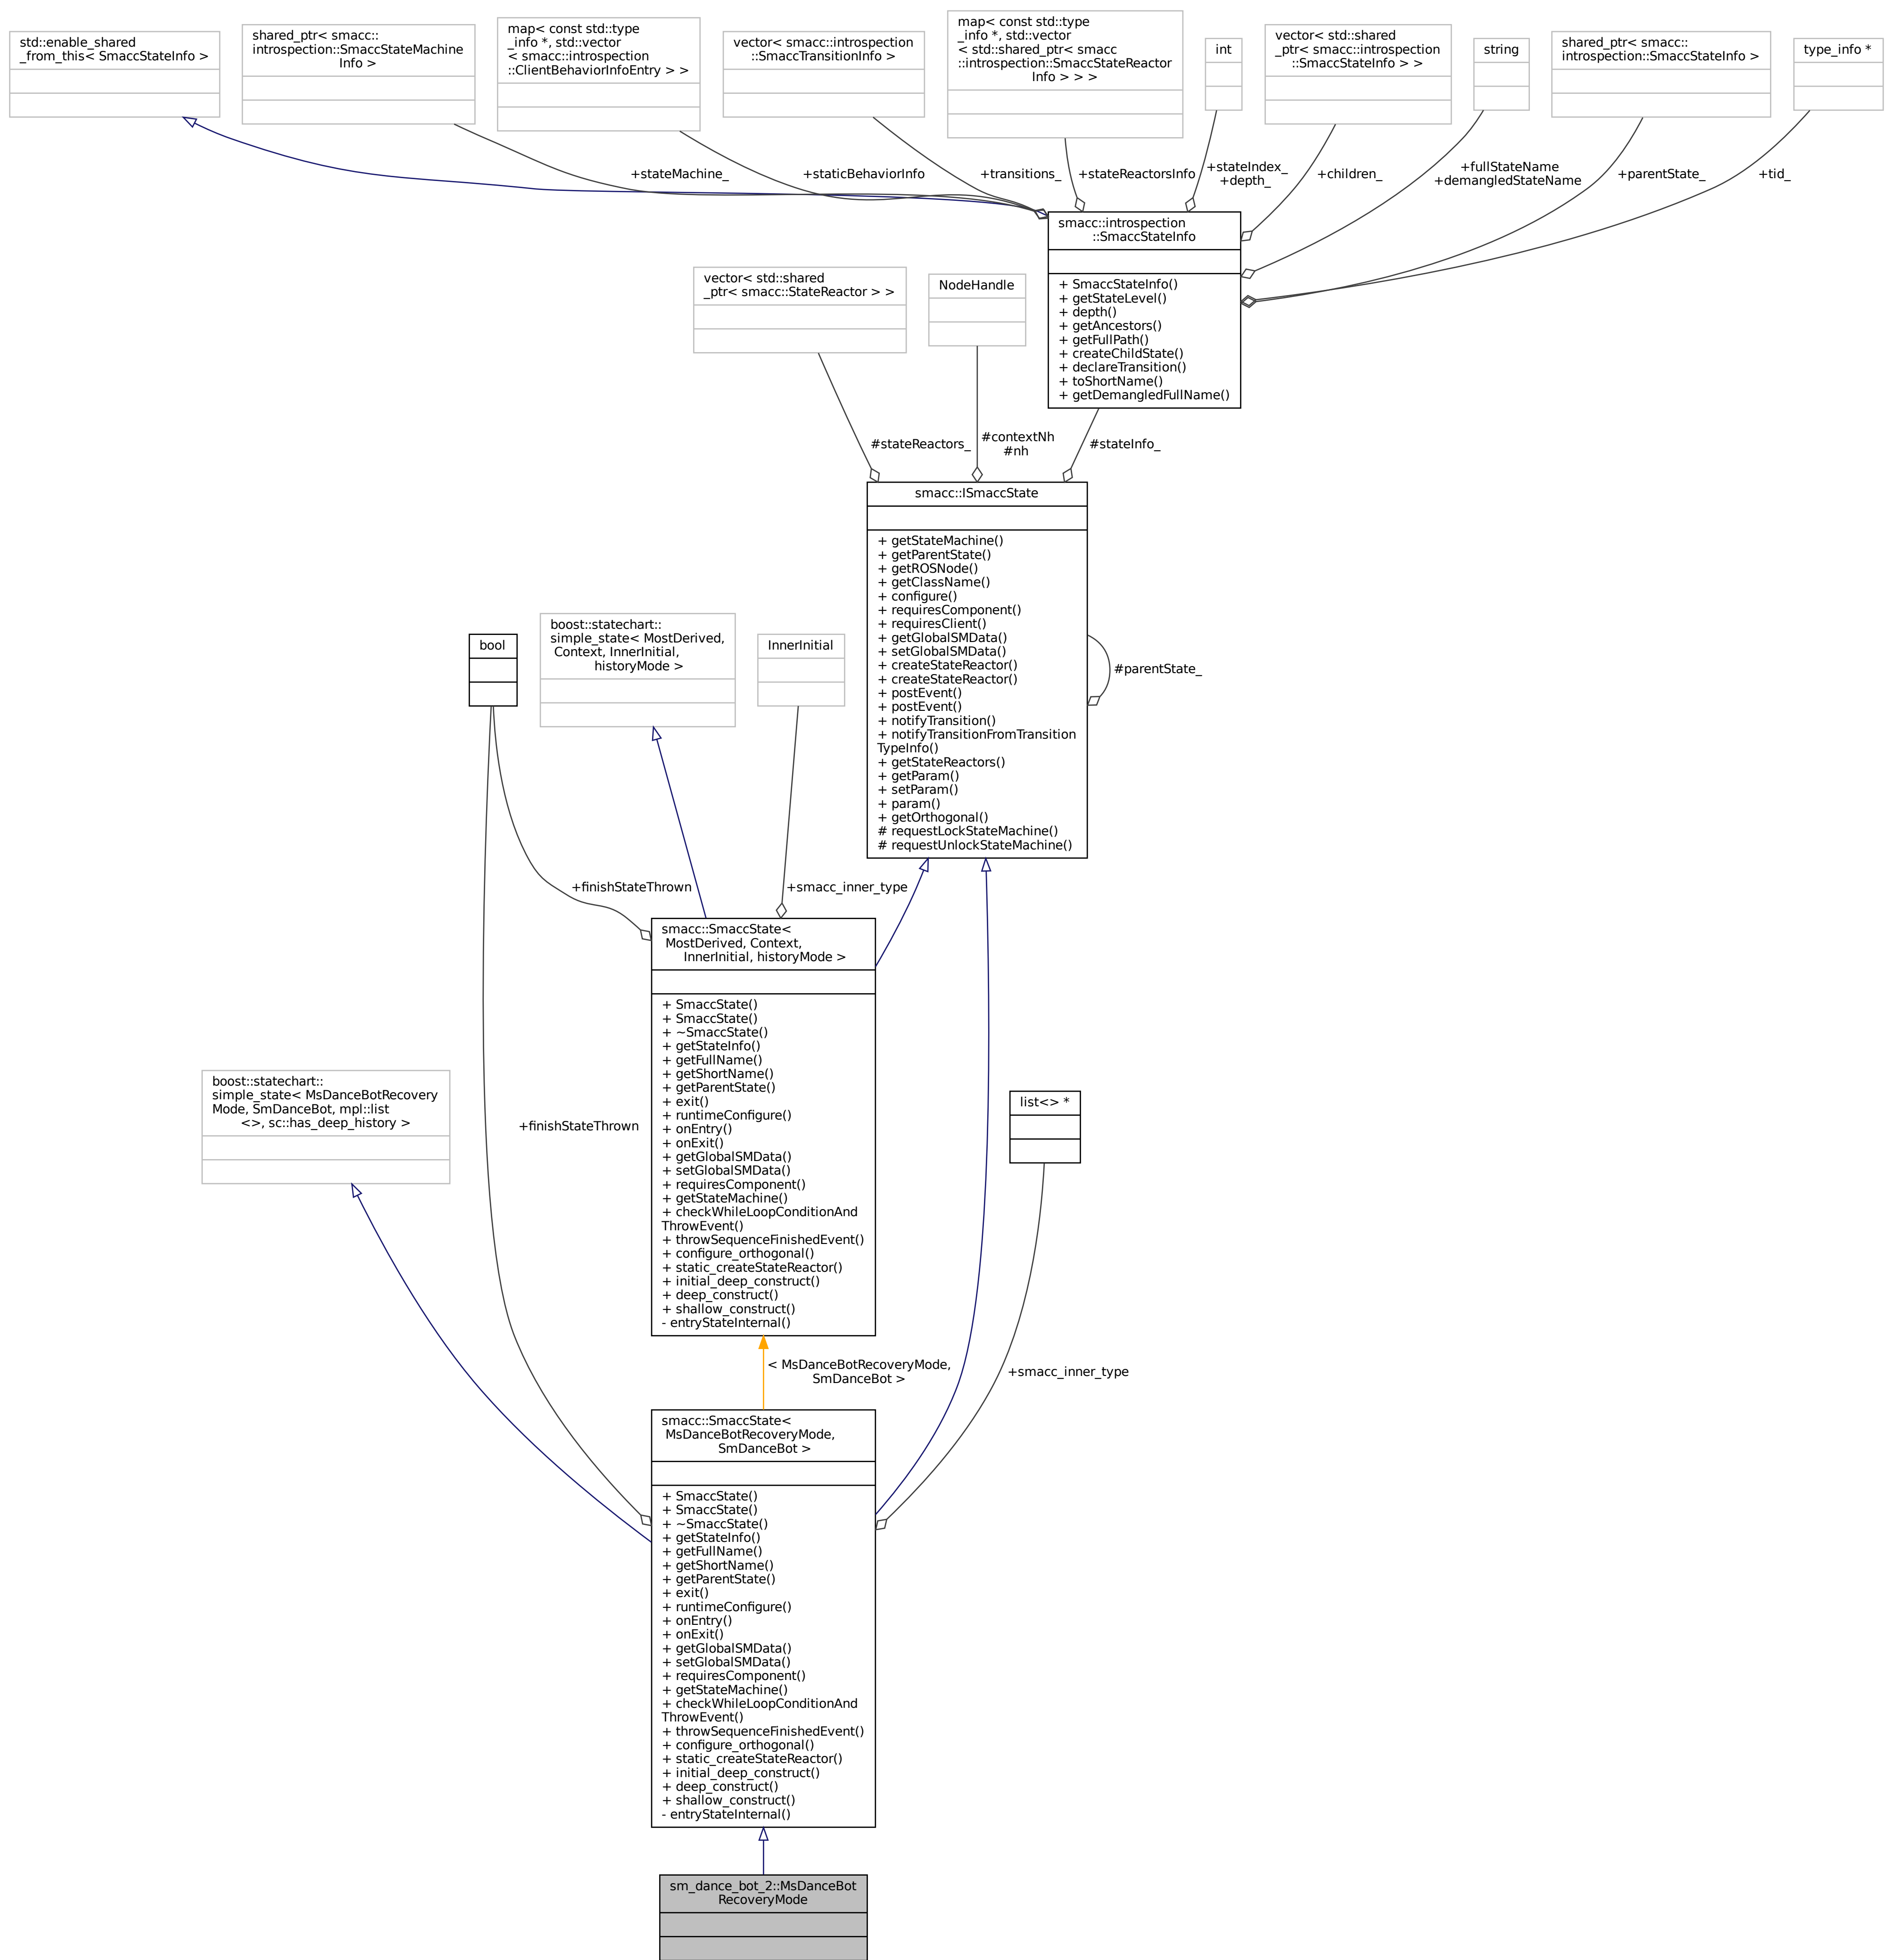 std::enable_shared
_from_this< SmaccStateInfo >
shared_ptr< smacc::
introspection::SmaccStateMachine
Info >
map< const std::type
_info *, std::vector
< smacc::introspection
::ClientBehaviorInfoEntry > >
vector< smacc::introspection
::SmaccTransitionInfo >
map< const std::type
_info *, std::vector
< std::shared_ptr< smacc
::introspection::SmaccStateReactor
Info > > >
int
vector< std::shared
_ptr< smacc::introspection
::SmaccStateInfo > >
string
shared_ptr< smacc::
introspection::SmaccStateInfo >
type_info *
+stateMachine_
+staticBehaviorInfo
+transitions_
+stateReactorsInfo
+stateIndex_
+depth_
+children_
+fullStateName
+demangledStateName
+parentState_
+tid_
smacc::introspection
::SmaccStateInfo
+ SmaccStateInfo()
+ getStateLevel()
+ depth()
+ getAncestors()
+ getFullPath()
+ createChildState()
+ declareTransition()
+ toShortName()
+ getDemangledFullName()
vector< std::shared
_ptr< smacc::StateReactor > >
NodeHandle
#stateReactors_
#contextNh
#nh
#stateInfo_
smacc::ISmaccState
+ getStateMachine()
+ getParentState()
+ getROSNode()
+ getClassName()
+ configure()
+ requiresComponent()
+ requiresClient()
+ getGlobalSMData()
+ setGlobalSMData()
+ createStateReactor()
+ createStateReactor()
+ postEvent()
+ postEvent()
+ notifyTransition()
+ notifyTransitionFromTransition
TypeInfo()
+ getStateReactors()
+ getParam()
+ setParam()
+ param()
+ getOrthogonal()
# requestLockStateMachine()
# requestUnlockStateMachine()
#parentState_
bool
boost::statechart::
simple_state< MostDerived,
Context, InnerInitial,
historyMode >
InnerInitial
+finishStateThrown
+smacc_inner_type
smacc::SmaccState<
MostDerived, Context,
InnerInitial, historyMode >
+ SmaccState()
+ SmaccState()
+ ~SmaccState()
+ getStateInfo()
+ getFullName()
+ getShortName()
+ getParentState()
+ exit()
+ runtimeConfigure()
+ onEntry()
+ onExit()
+ getGlobalSMData()
+ setGlobalSMData()
+ requiresComponent()
+ getStateMachine()
+ checkWhileLoopConditionAnd
ThrowEvent()
+ throwSequenceFinishedEvent()
+ configure_orthogonal()
+ static_createStateReactor()
+ initial_deep_construct()
+ deep_construct()
+ shallow_construct()
- entryStateInternal()
boost::statechart::
simple_state< MsDanceBotRecovery
Mode, SmDanceBot, mpl::list
<>, sc::has_deep_history >
+finishStateThrown
list<> *
< MsDanceBotRecoveryMode,
SmDanceBot >
+smacc_inner_type
smacc::SmaccState<
MsDanceBotRecoveryMode,
SmDanceBot >
+ SmaccState()
+ SmaccState()
+ ~SmaccState()
+ getStateInfo()
+ getFullName()
+ getShortName()
+ getParentState()
+ exit()
+ runtimeConfigure()
+ onEntry()
+ onExit()
+ getGlobalSMData()
+ setGlobalSMData()
+ requiresComponent()
+ getStateMachine()
+ checkWhileLoopConditionAnd
ThrowEvent()
+ throwSequenceFinishedEvent()
+ configure_orthogonal()
+ static_createStateReactor()
+ initial_deep_construct()
+ deep_construct()
+ shallow_construct()
- entryStateInternal()
sm_dance_bot_2::MsDanceBot
RecoveryMode